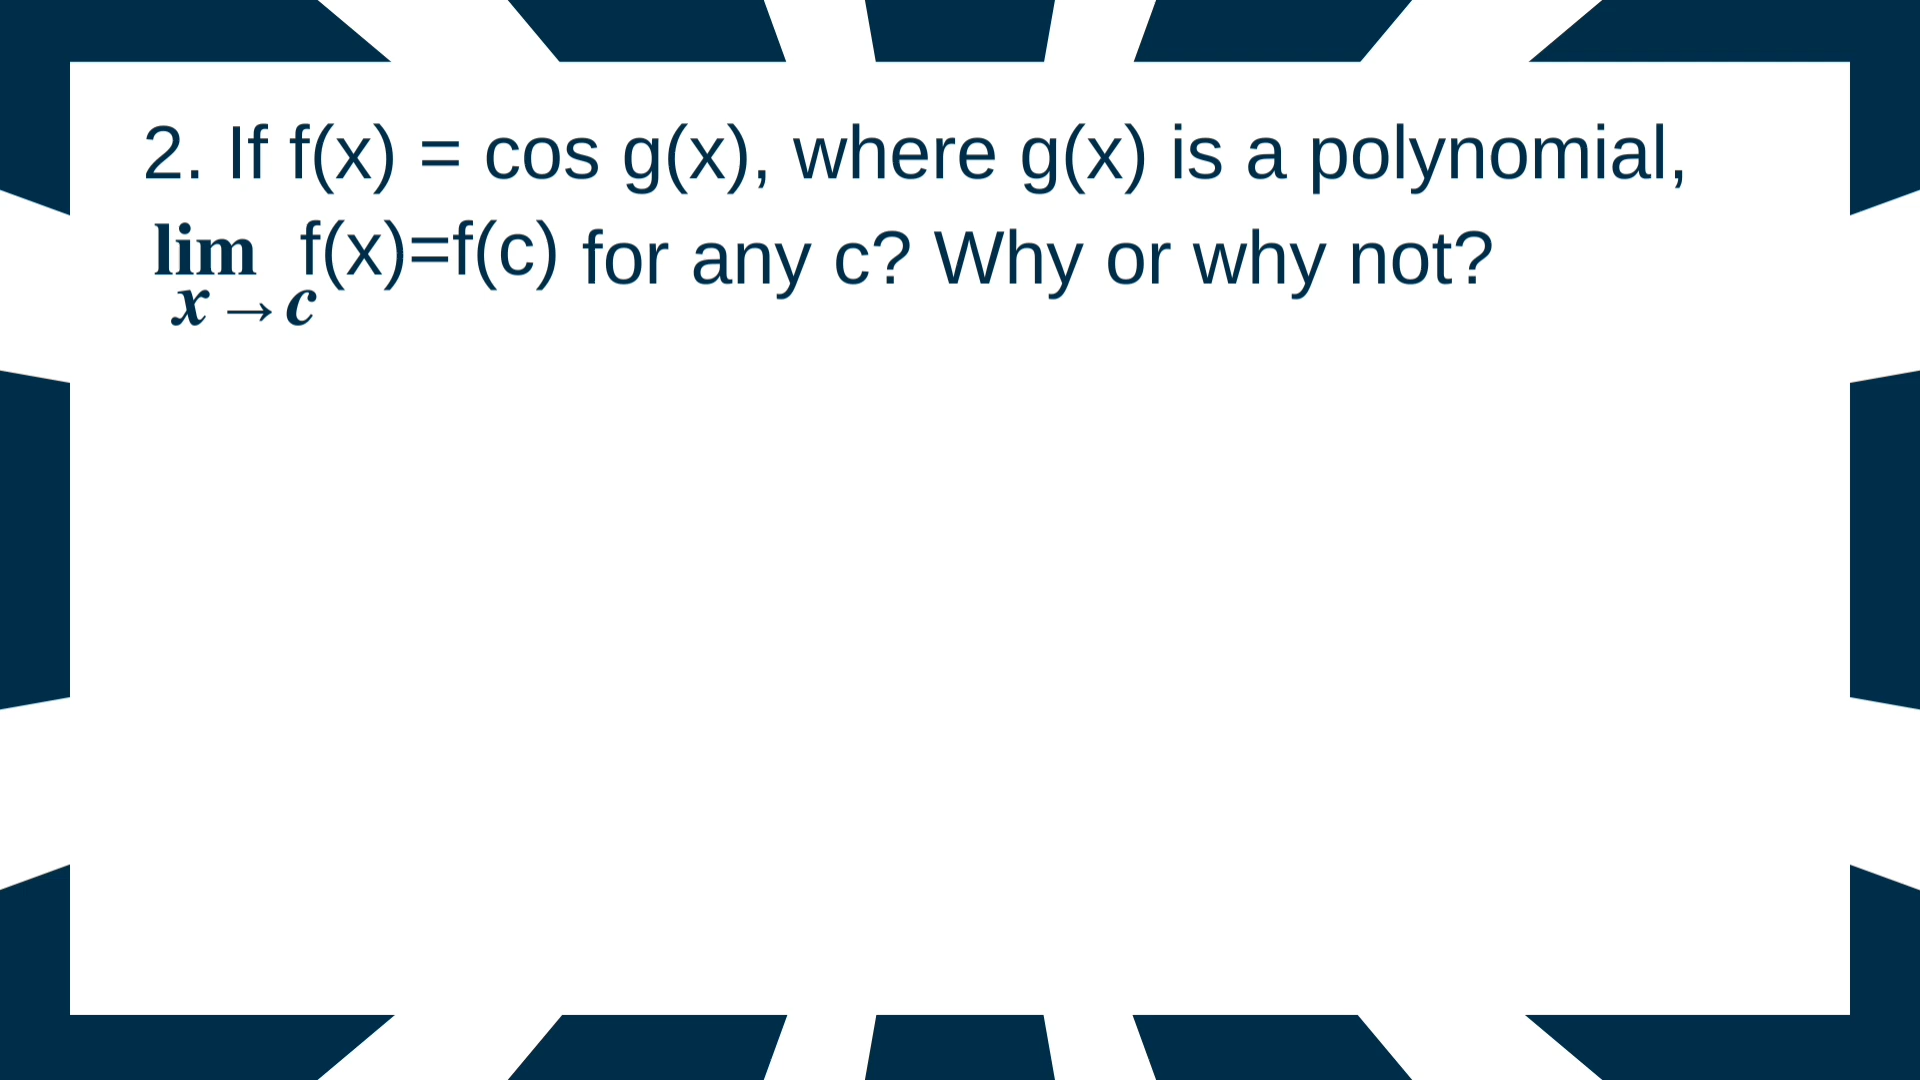 2. If f(x) = cos g(x), where g(x) is a polynomial,
lim f(x)=f(c) for any c? Why or why not?
x → c